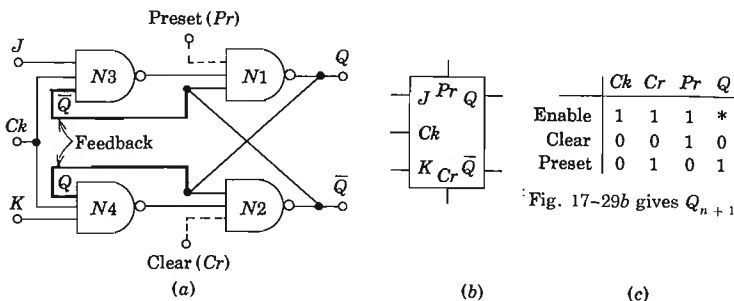 Preset (Pr)
J
N3
N1
Q
Q̅
Ck
Feedback
Q
K
N4
N2
Q̅
Clear (Cr)
(a)
J Pr Q
Ck
K Cr Q̅
(b)
Ck Cr Pr Q
Enable 1 1 1 *
Clear 0 0 1 0
Preset 0 1 0 1
Fig. 17-29b gives Qₙ₊₁
(c)